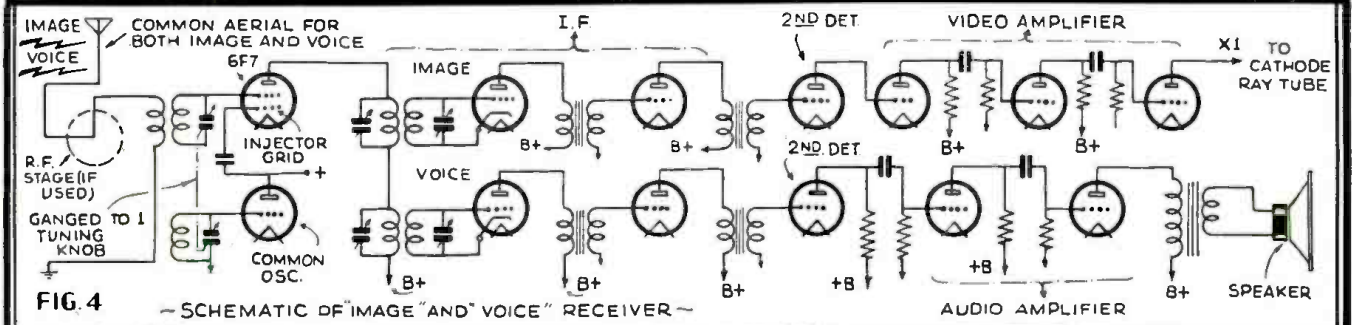 IMAGE
VOICE
COMMON AERIAL FOR
BOTH IMAGE AND VOICE
6F7
INJECTOR
GRID
R.F.
STAGE (IF
USED)
GANGED TO 1
TUNING
KNOB
+
COMMON
OSC.
I.F.
IMAGE
VOICE
B+
B+
B+
B+
B+
2ND DET.
VIDEO AMPLIFIER
X1
TO
CATHODE
RAY TUBE
B+
B+
2ND. DET.
+B
+B
AUDIO AMPLIFIER
B+
SPEAKER
FIG. 4
~SCHEMATIC OF "IMAGE" AND "VOICE" RECEIVER~